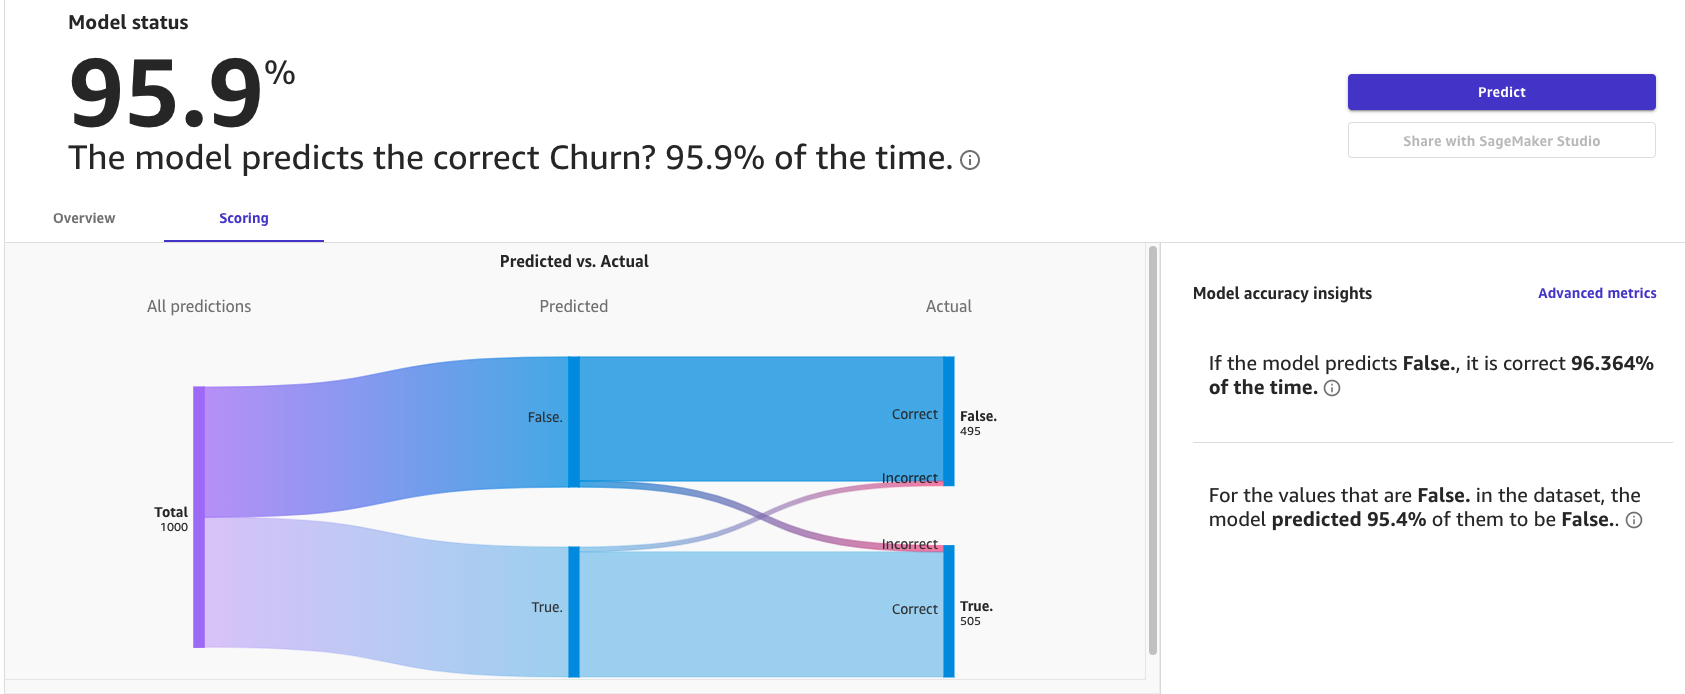 Model status
95.9%
The model predicts the correct Churn? 95.9% of the time.
Predict
Share with SageMaker Studio
Overview
Scoring
Predicted vs. Actual
All predictions
Predicted
Actual
Total
1000
False.
True.
Correct
Incorrect
Incorrect
Correct
False.
495
True.
505
Model accuracy insights
Advanced metrics
If the model predicts False., it is correct 96.364%
of the time.
For the values that are False. in the dataset, the
model predicted 95.4% of them to be False..